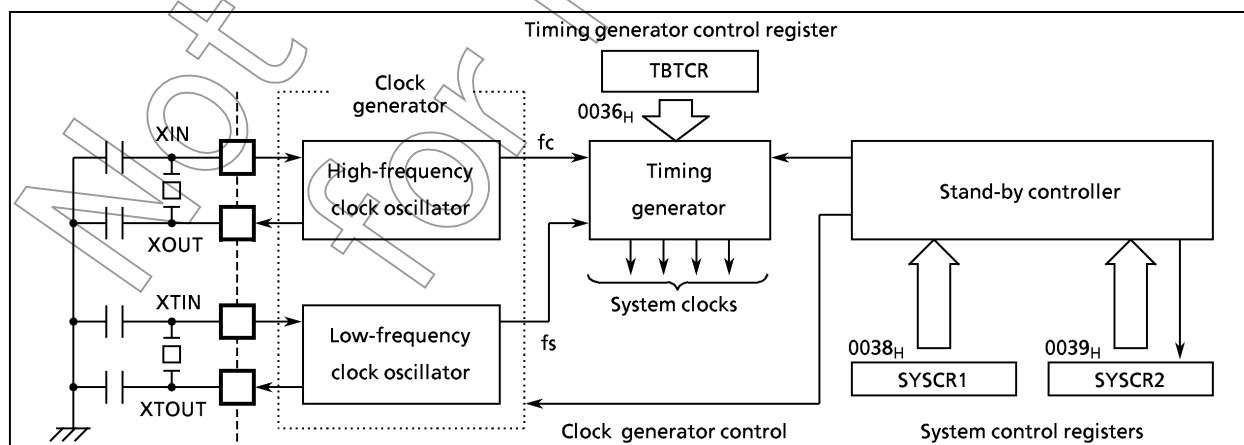 Timing generator control register
TBTCR
0036H
Clock
generator
XIN
XOUT
High-frequency
clock oscillator
fc
Timing
generator
Stand-by controller
System clocks
XTIN
XTOUT
Low-frequency
clock oscillator
fs
0038H
SYSCR1
0039H
SYSCR2
Clock generator control
System control registers
Not
for